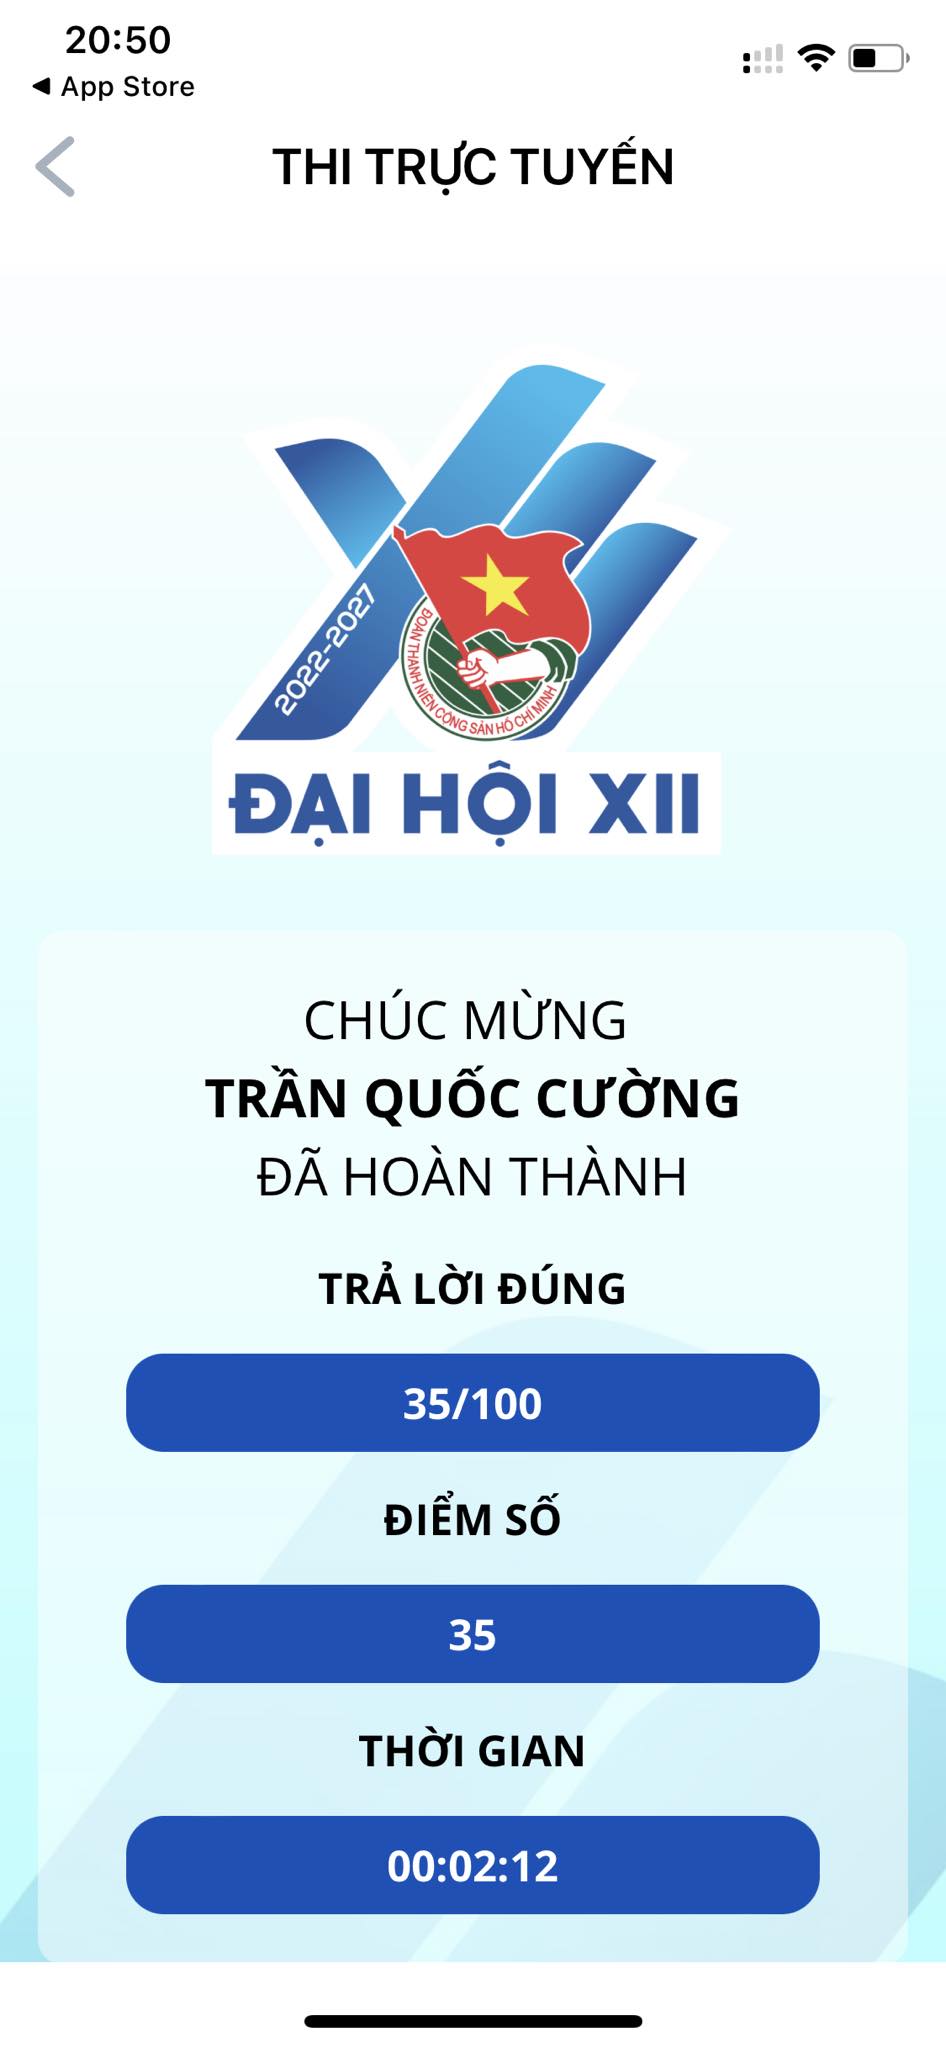 20:50
◀ App Store
THI TRỰC TUYẾN
2022-2027
ĐOÀN THANH NIÊN CỘNG SẢN HỒ CHÍ MINH
ĐẠI HỘI XII
CHÚC MỪNG
TRẦN QUỐC CƯỜNG
ĐÃ HOÀN THÀNH
TRẢ LỜI ĐÚNG
35/100
ĐIỂM SỐ
35
THỜI GIAN
00:02:12